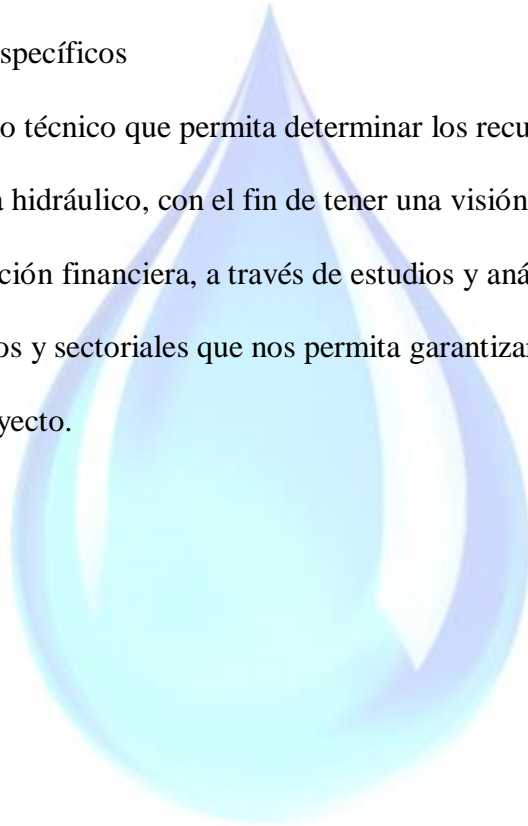 specíficos
o técnico que permita determinar los recu
a hidráulico, con el fin de tener una visión
ción financiera, a través de estudios y aná
os y sectoriales que nos permita garantizar
yecto.